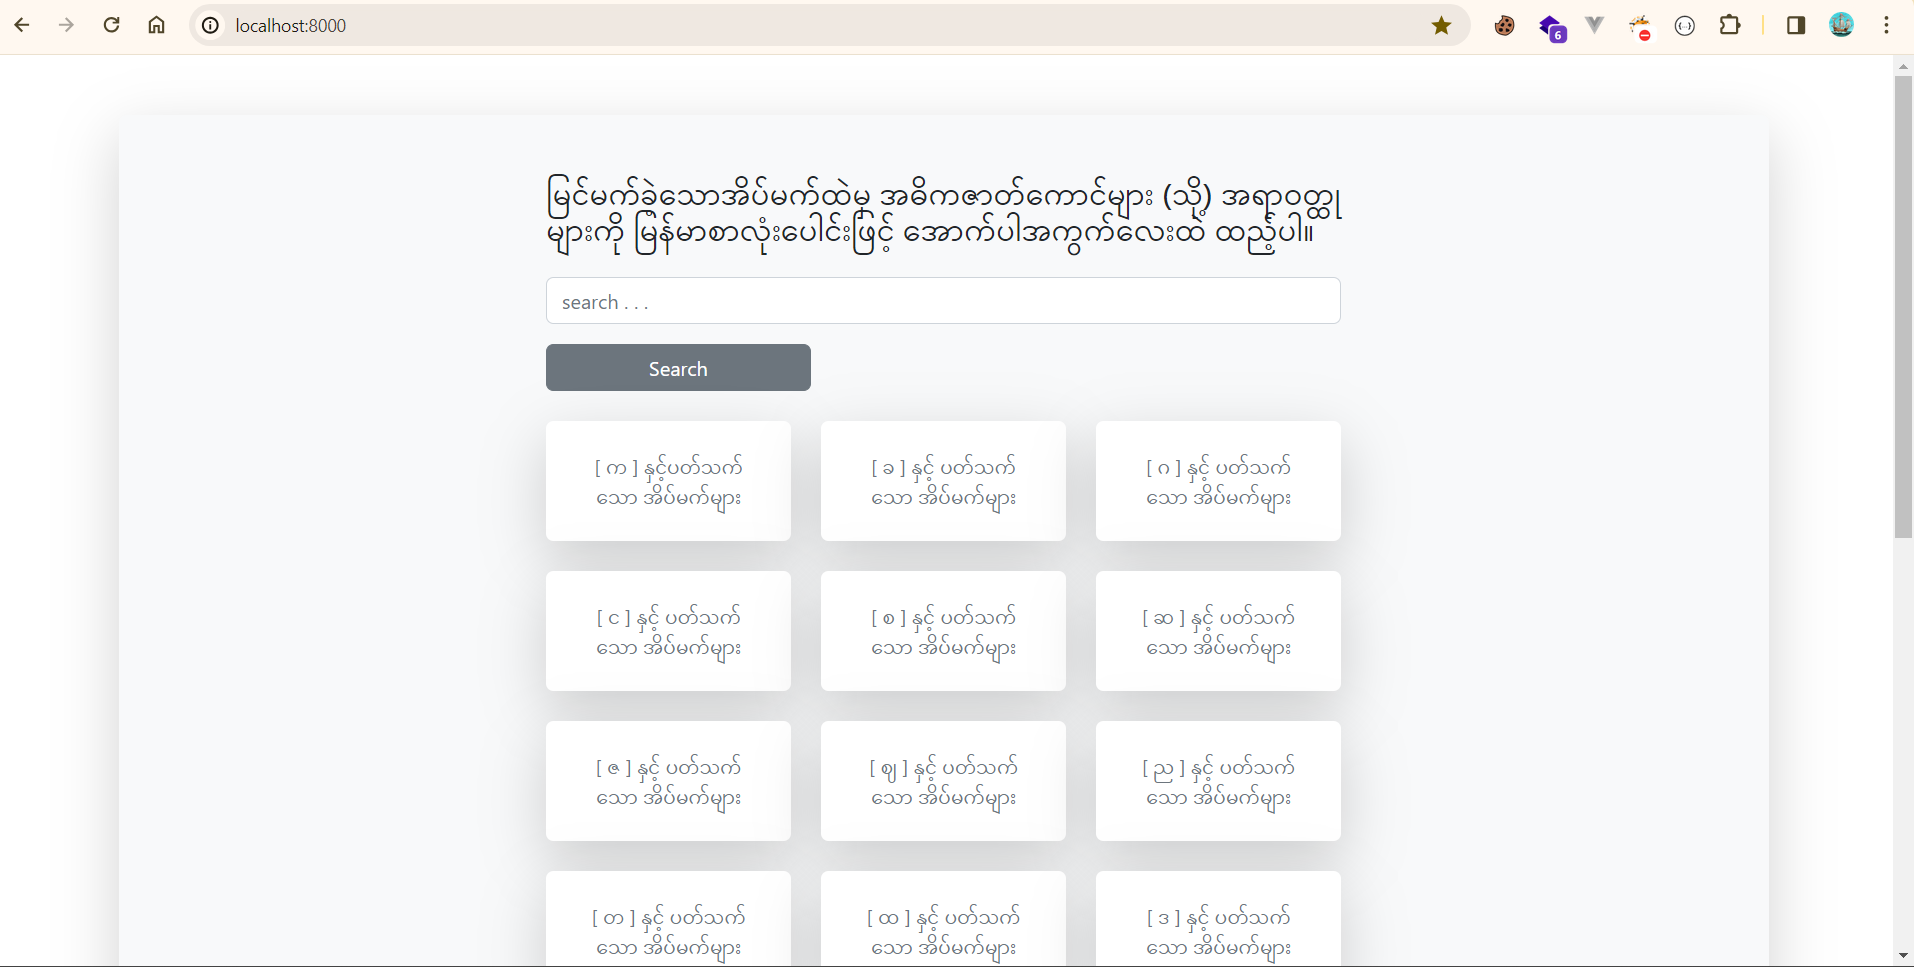 localhost:8000
6
မြင်မက်ခဲ့သောအိပ်မက်ထဲမှ အဓိကဇာတ်ကောင်များ (သို့) အရာဝတ္ထု
များကို မြန်မာစာလုံးပေါင်းဖြင့် အောက်ပါအကွက်လေးထဲ ထည့်ပါ။
search . . .
Search
[ က ] နှင့်ပတ်သက်
သော အိပ်မက်များ
[ ခ ] နှင့် ပတ်သက်
သော အိပ်မက်များ
[ ဂ ] နှင့် ပတ်သက်
သော အိပ်မက်များ
[ င ] နှင့် ပတ်သက်
သော အိပ်မက်များ
[ စ ] နှင့် ပတ်သက်
သော အိပ်မက်များ
[ ဆ ] နှင့် ပတ်သက်
သော အိပ်မက်များ
[ ဇ ] နှင့် ပတ်သက်
သော အိပ်မက်များ
[ ဈ ] နှင့် ပတ်သက်
သော အိပ်မက်များ
[ ည ] နှင့် ပတ်သက်
သော အိပ်မက်များ
[ တ ] နှင့် ပတ်သက်
သော အိပ်မက်များ
[ ထ ] နှင့် ပတ်သက်
သော အိပ်မက်များ
[ ဒ ] နှင့် ပတ်သက်
သော အိပ်မက်များ